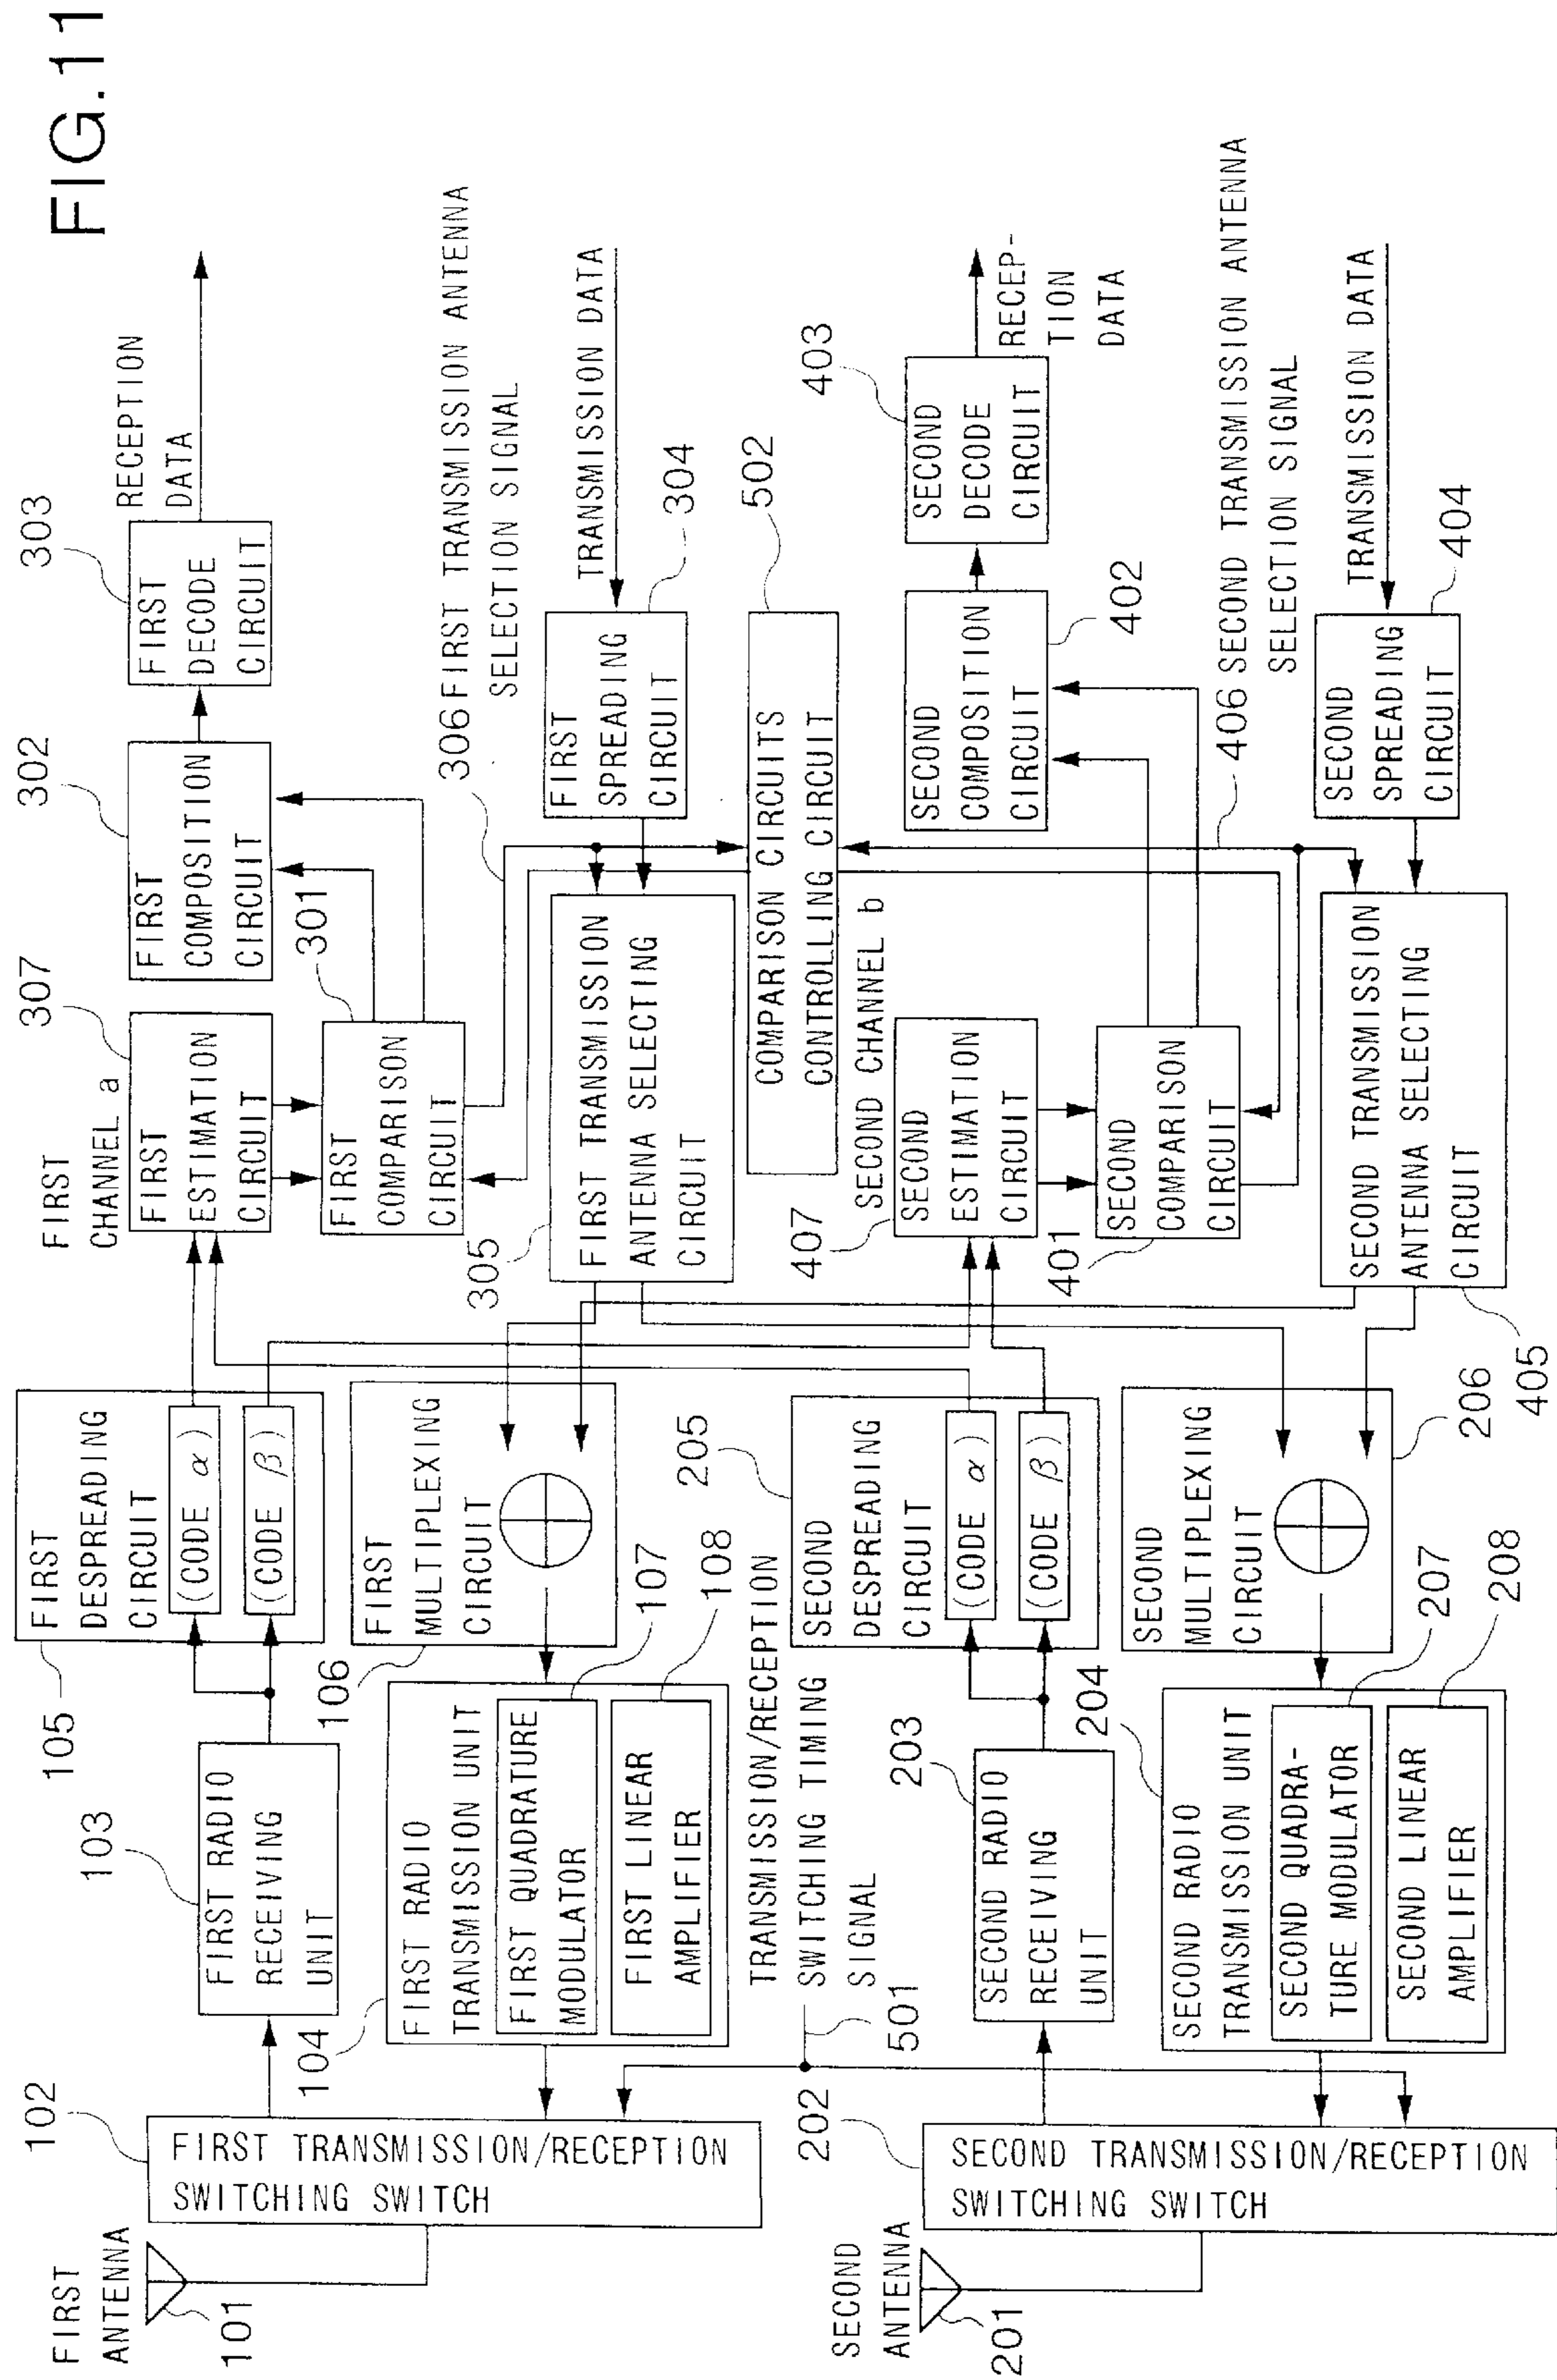 FIG.11
FIRST
ANTENNA
101
102
FIRST TRANSMISSION/RECEPTION
SWITCHING SWITCH
103
FIRST RADIO
RECEIVING
UNIT
104
FIRST RADIO
TRANSMISSION UNIT
FIRST QUADRATURE
MODULATOR
107
FIRST LINEAR
AMPLIFIER
108
105
FIRST
DESPREADING
CIRCUIT
(CODE α)
(CODE β)
106
FIRST
MULTIPLEXING
CIRCUIT
FIRST
CHANNEL a
307
FIRST
ESTIMATION
CIRCUIT
301
FIRST
COMPARISON
CIRCUIT
302
FIRST
COMPOSITION
CIRCUIT
303
FIRST
DECODE
CIRCUIT
RECEPTION
DATA
306 FIRST TRANSMISSION ANTENNA
SELECTION SIGNAL
TRANSMISSION DATA
304
FIRST
SPREADING
CIRCUIT
305
FIRST TRANSMISSION
ANTENNA SELECTING
CIRCUIT
502
COMPARISON CIRCUITS
CONTROLLING CIRCUIT
TRANSMISSION/RECEPTION
SWITCHING TIMING
SIGNAL
501
SECOND
ANTENNA
201
202
SECOND TRANSMISSION/RECEPTION
SWITCHING SWITCH
203
SECOND RADIO
RECEIVING
UNIT
204
SECOND RADIO
TRANSMISSION UNIT
SECOND QUADRA-
TURE MODULATOR
207
SECOND LINEAR
AMPLIFIER
208
205
SECOND
DESPREADING
CIRCUIT
(CODE α)
(CODE β)
206
SECOND
MULTIPLEXING
CIRCUIT
SECOND CHANNEL b
407
SECOND
ESTIMATION
CIRCUIT
401
SECOND
COMPARISON
CIRCUIT
402
SECOND
COMPOSITION
CIRCUIT
403
SECOND
DECODE
CIRCUIT
RECEP-
TION
DATA
406 SECOND TRANSMISSION ANTENNA
SELECTION SIGNAL
TRANSMISSION DATA
404
SECOND
SPREADING
CIRCUIT
405
SECOND TRANSMISSION
ANTENNA SELECTING
CIRCUIT